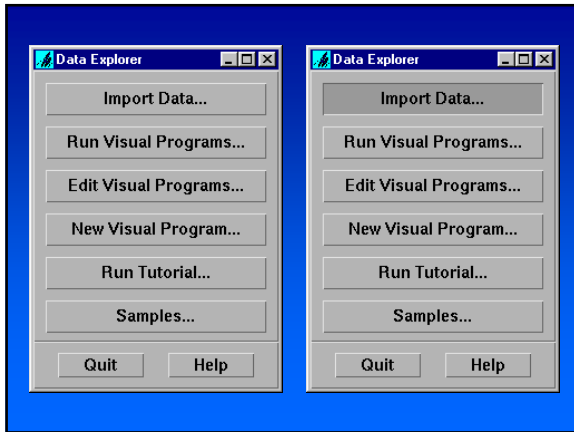 Data Explorer
Import Data...
Run Visual Programs...
Edit Visual Programs...
New Visual Program...
Run Tutorial...
Samples...
Quit Help
Data Explorer
Import Data...
Run Visual Programs...
Edit Visual Programs...
New Visual Program...
Run Tutorial...
Samples...
Quit Help